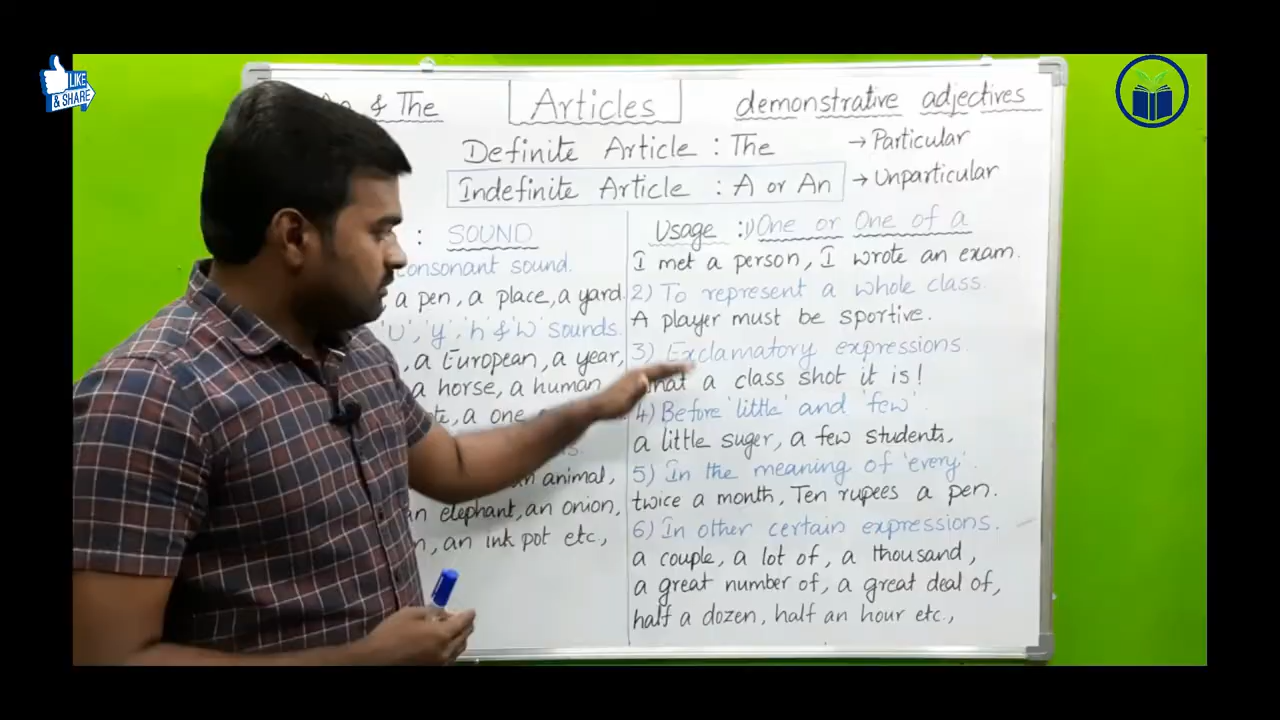 LIKE
& SHARE
& The
Articles
demonstrative adjectives
Definite Article : The → Particular
Indefinite Article : A or An → Unparticular
: SOUND
consonant sound.
, a pen, a place, a yard.
'U', 'y', 'h' & 'w' sounds.
, a European, a year,
a horse, a human
, a one
animal,
an elephant, an onion,
, an ink pot etc.,
Usage :1) One or One of a
I met a person, I wrote an exam.
2) To represent a whole class.
A player must be sportive.
3) Exclamatory expressions.
What a class shot it is!
4) Before 'little' and 'few'.
a little suger, a few students,
5) In the meaning of 'every'.
twice a month, Ten rupees a pen.
6) In other certain expressions.
a couple, a lot of, a thousand,
a great number of, a great deal of,
half a dozen, half an hour etc.,